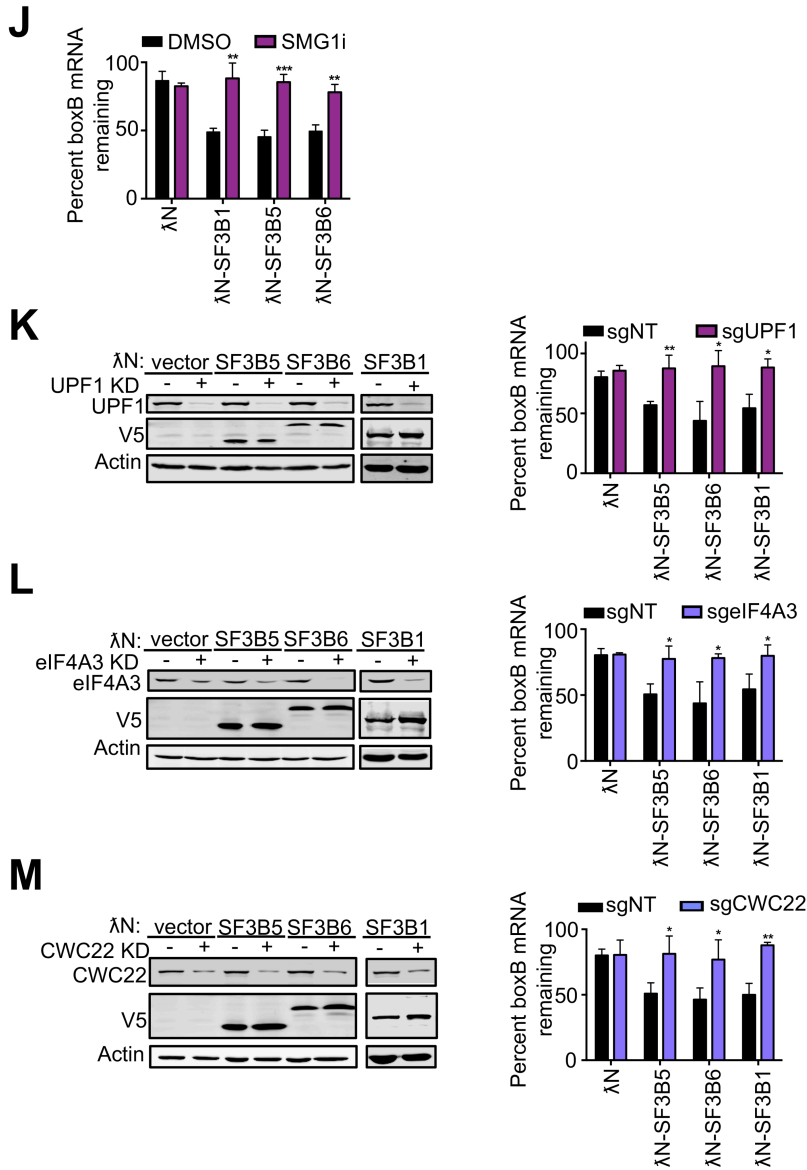 J
DMSO SMG1i
Percent boxB mRNA
remaining
100
50
0
** *** **
λN
λN-SF3B1
λN-SF3B5
λN-SF3B6
K
λN: vector SF3B5 SF3B6 SF3B1
UPF1 KD - + - + - + - +
UPF1
V5
Actin
sgNT sgUPF1
Percent boxB mRNA
remaining
100
50
0
** * *
λN
λN-SF3B5
λN-SF3B6
λN-SF3B1
L
λN: vector SF3B5 SF3B6 SF3B1
eIF4A3 KD - + - + - + - +
eIF4A3
V5
Actin
sgNT sgeIF4A3
Percent boxB mRNA
remaining
100
50
0
* * *
λN
λN-SF3B5
λN-SF3B6
λN-SF3B1
M
λN: vector SF3B5 SF3B6 SF3B1
CWC22 KD - + - + - + - +
CWC22
V5
Actin
sgNT sgCWC22
Percent boxB mRNA
remaining
100
50
0
* * **
λN
λN-SF3B5
λN-SF3B6
λN-SF3B1